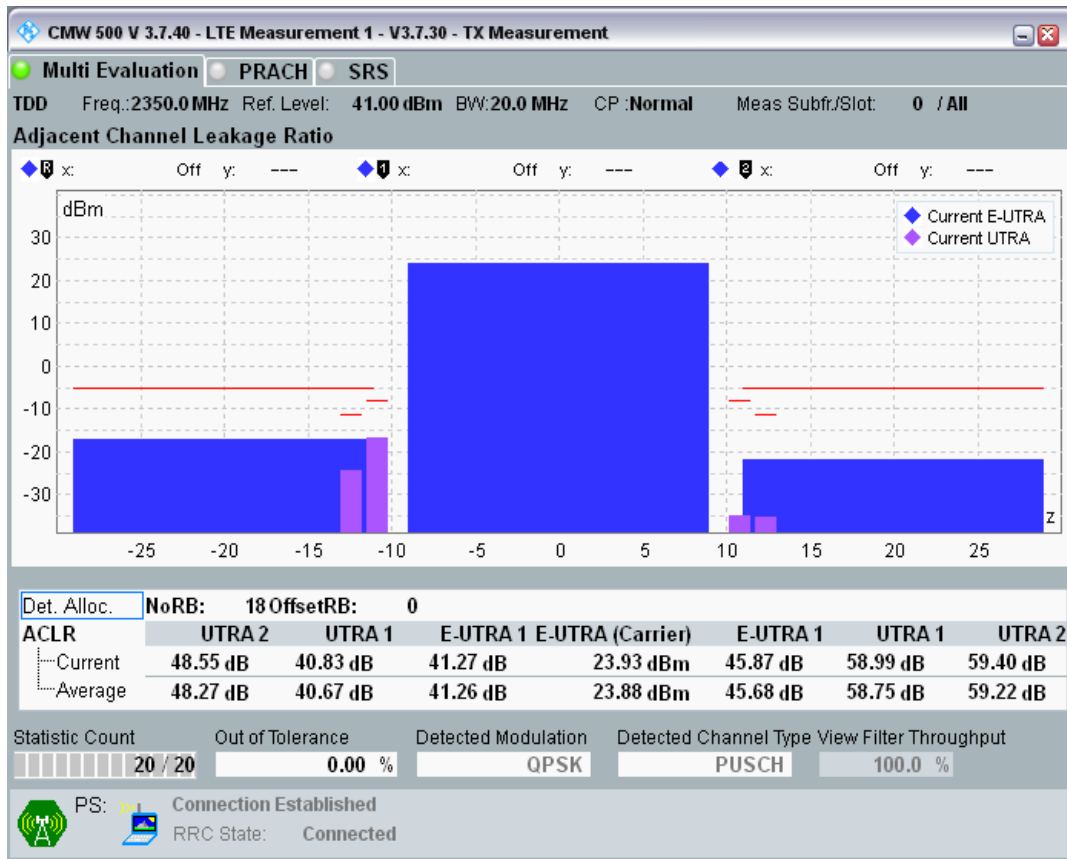 CMW 500 V 3.7.40 - LTE Measurement 1 - V3.7.30 - TX Measurement
Multi Evaluation PRACH SRS
TDD Freq.:2350.0 MHz Ref. Level: 41.00 dBm BW:20.0 MHz CP :Normal Meas Subfr./Slot: 0 / All
Adjacent Channel Leakage Ratio
R x: Off y: --- 1 x: Off y: --- 2 x: Off y: ---
dBm
Current E-UTRA
Current UTRA
30
20
10
0
-10
-20
-30
z
-25 -20 -15 -10 -5 0 5 10 15 20 25
Det. Alloc. NoRB: 18 OffsetRB: 0
ACLR UTRA 2 UTRA 1 E-UTRA 1 E-UTRA (Carrier) E-UTRA 1 UTRA 1 UTRA 2
Current 48.55 dB 40.83 dB 41.27 dB 23.93 dBm 45.87 dB 58.99 dB 59.40 dB
Average 48.27 dB 40.67 dB 41.26 dB 23.88 dBm 45.68 dB 58.75 dB 59.22 dB
Statistic Count Out of Tolerance Detected Modulation Detected Channel Type View Filter Throughput
20 / 20 0.00 % QPSK PUSCH 100.0 %
PS: Connection Established
RRC State: Connected